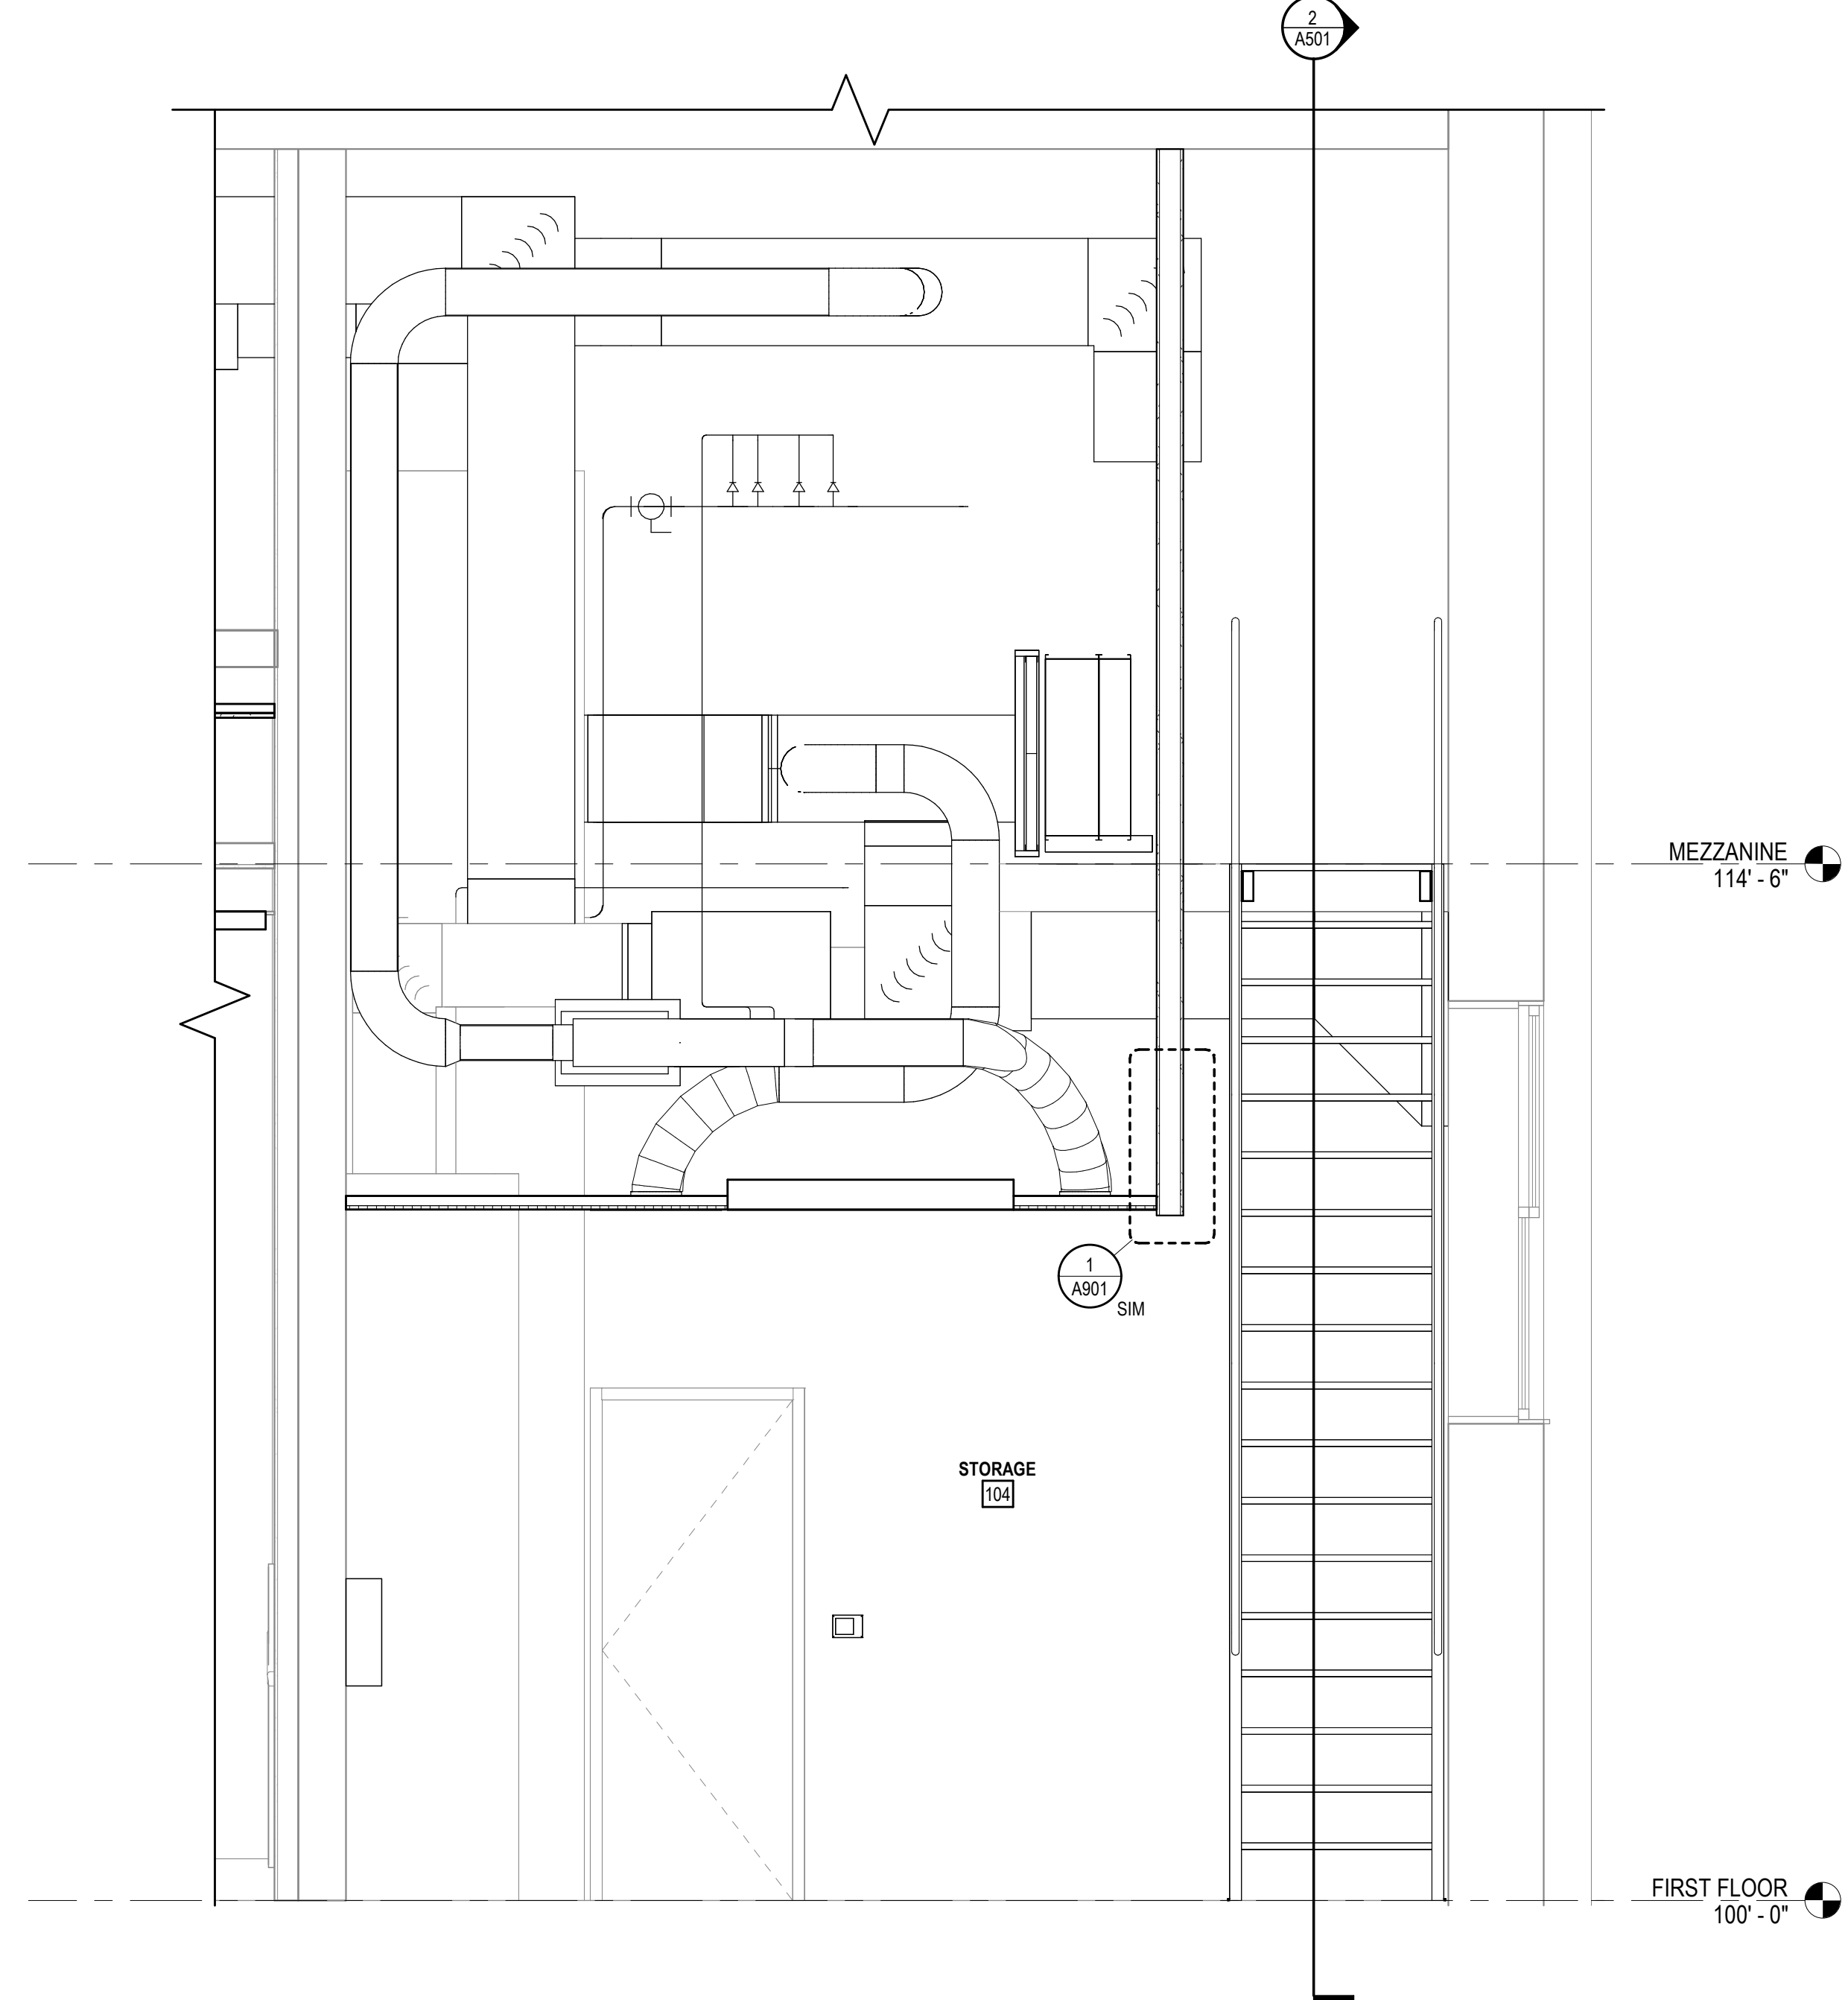 2
A501
MEZZANINE
114' - 6"
1
A901
SIM
STORAGE
104
FIRST FLOOR
100' - 0"